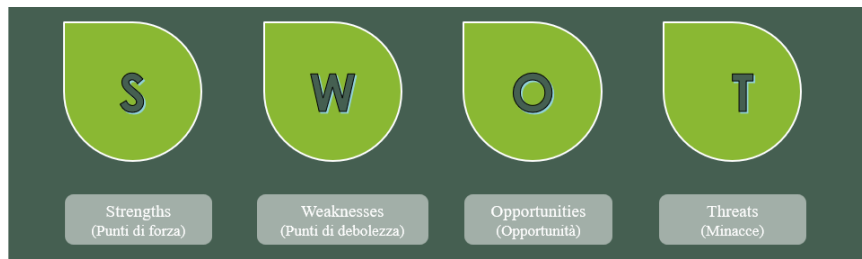 S W O T
Strengths
(Punti di forza)
Weaknesses
(Punti di debolezza)
Opportunities
(Opportunità)
Threats
(Minacce)